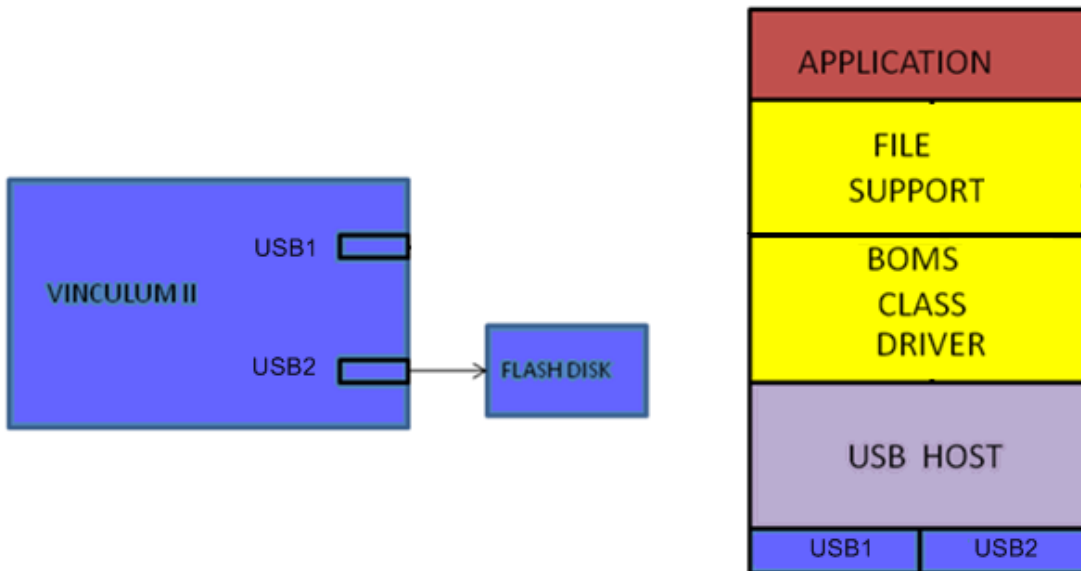 USB1
VINCULUM II
USB2
FLASH DISK
APPLICATION
FILE
SUPPORT
BOMS
CLASS
DRIVER
USB HOST
USB1
USB2